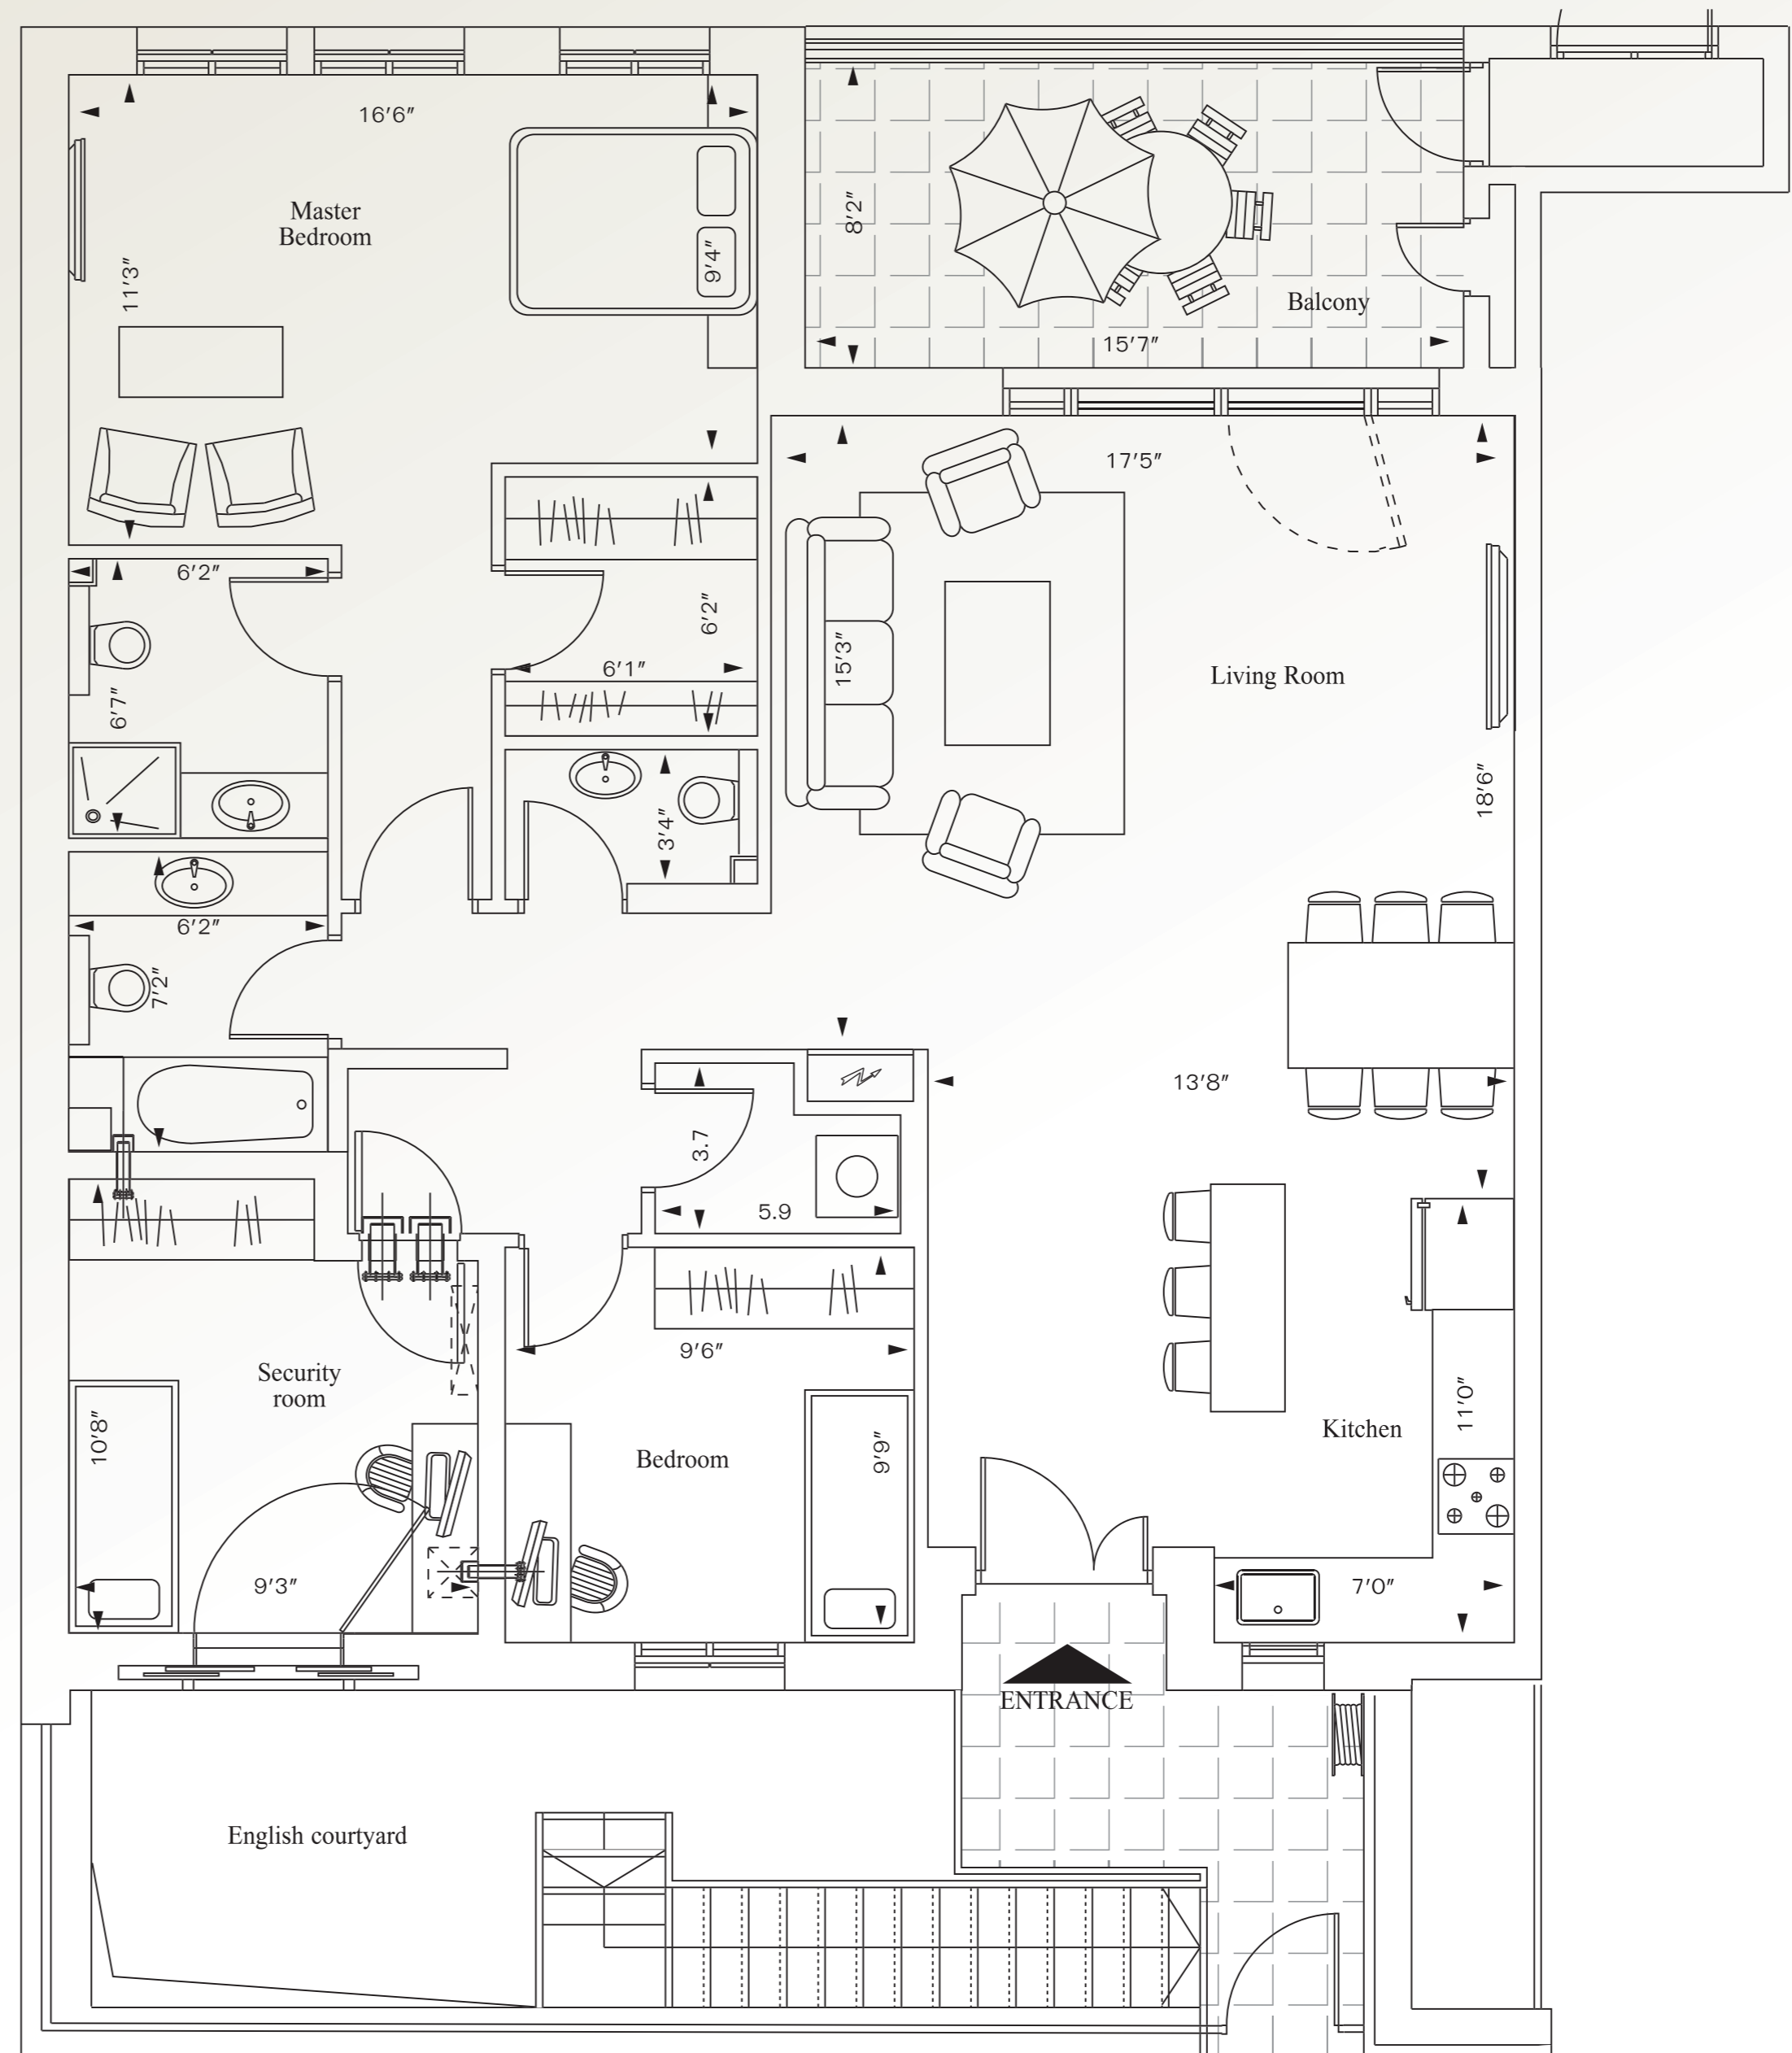 16′6″
Master
Bedroom
11′3″
9′4″
8′2″
Balcony
15′7″
17′5″
6′2″
6′2″
6′1″
6′7″
15′3″
Living Room
18′6″
3′4″
6′2″
7′2″
13′8″
3.7
5.9
9′6″
Security
room
10′8″
Bedroom
9′9″
Kitchen
11′0″
9′3″
7′0″
ENTRANCE
English courtyard